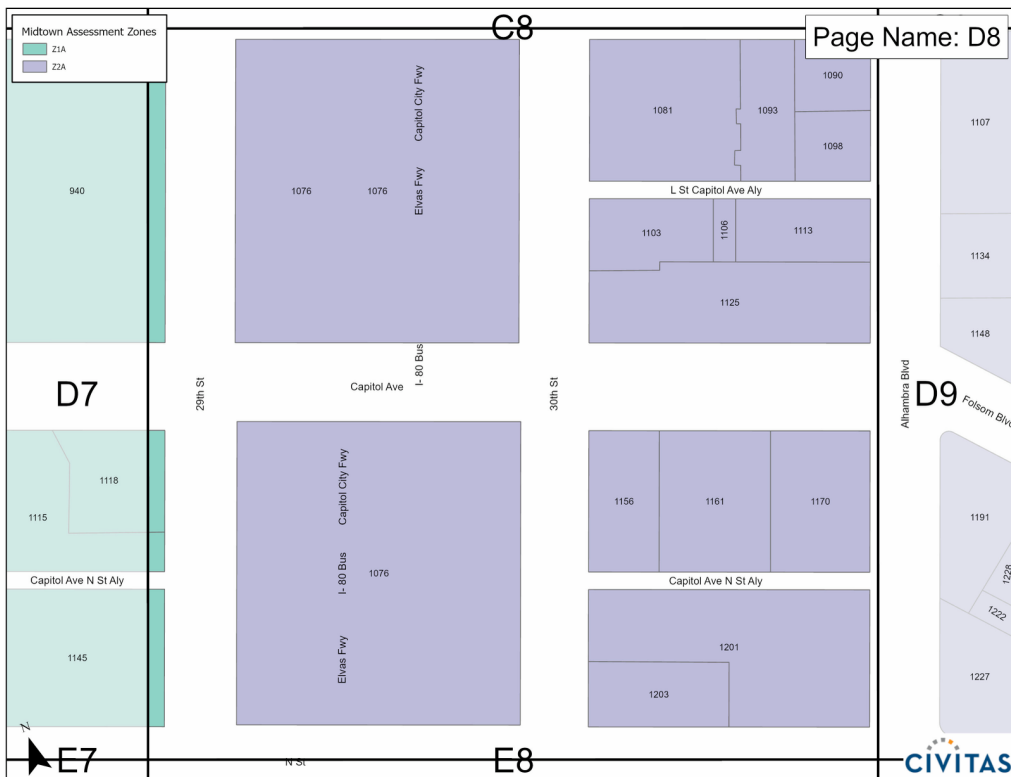 C8
Midtown Assessment Zones
Z1A
Z2A
Page Name: D8
940
1076
1076
Capitol City Fwy
Elvas Fwy
1081
1093
1090
1098
1107
L St Capitol Ave Aly
1103
1106
1113
1125
1134
1148
D7
29th St
Capitol Ave
I- 80 Bus
30th St
Alhambra Blvd
D9
Folsom Blvd
1118
1115
Capitol City Fwy
I- 80 Bus
1076
Elvas Fwy
1156
1161
1170
1191
1228
1222
1227
Capitol Ave N St Aly
Capitol Ave N St Aly
1145
1201
1203
N
E7
N St
E8
CIVITAS